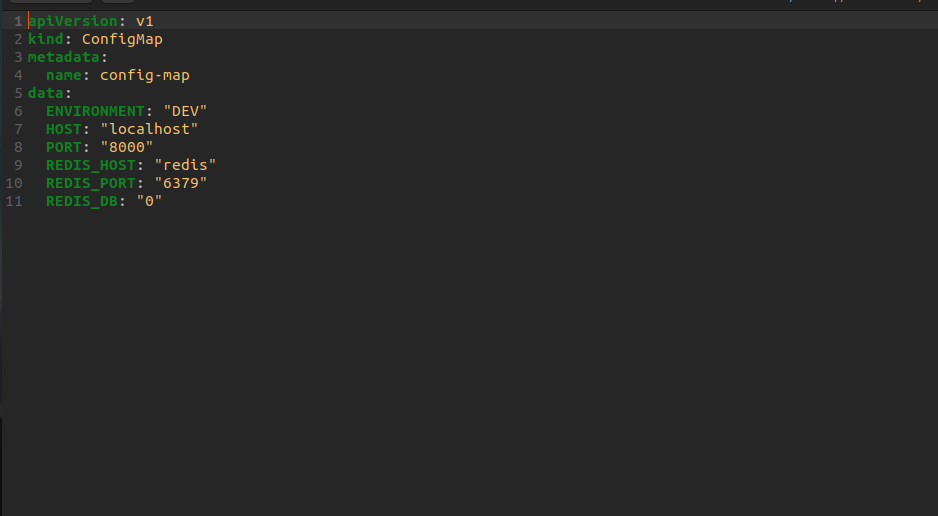 1 apiVersion: v1
2 kind: ConfigMap
3 metadata:
4   name: config-map
5 data:
6   ENVIRONMENT: "DEV"
7   HOST: "localhost"
8   PORT: "8000"
9   REDIS_HOST: "redis"
10   REDIS_PORT: "6379"
11   REDIS_DB: "0"